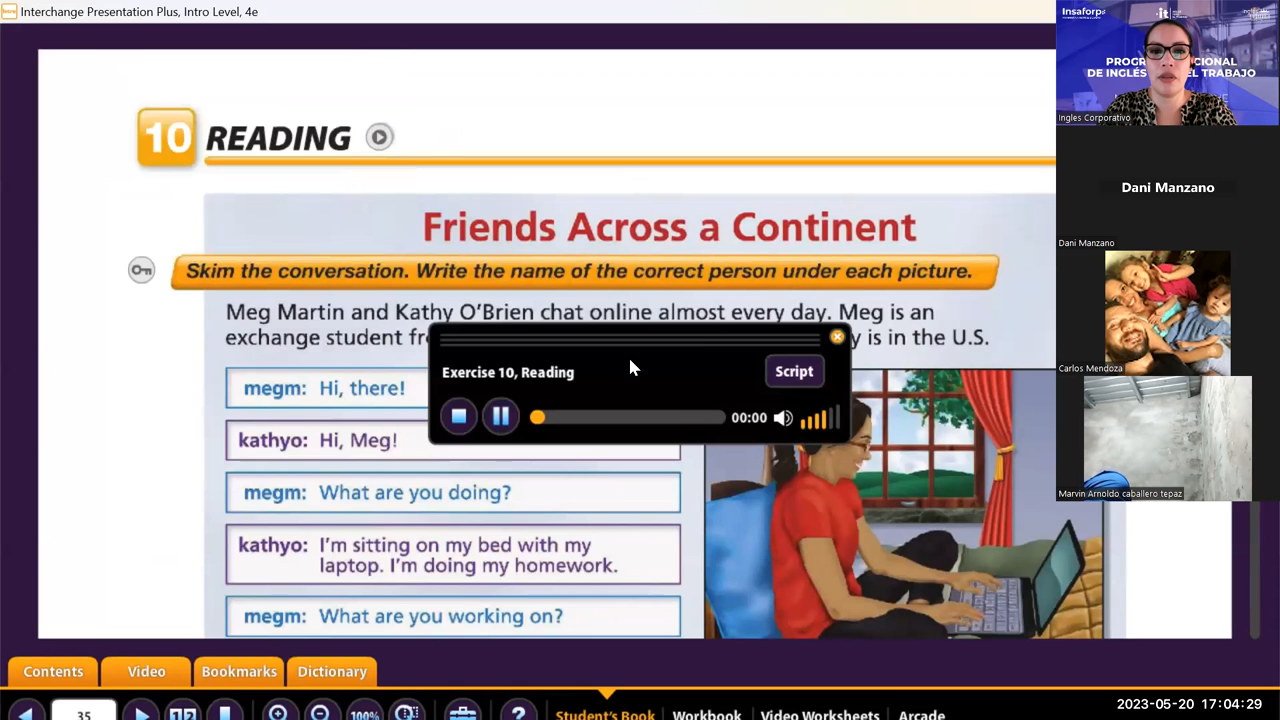 Interchange Presentation Plus, Intro Level, 4e
10 READING
Friends Across a Continent
Skim the conversation. Write the name of the correct person under each picture.
Meg Martin and Kathy O'Brien chat online almost every day. Meg is an
exchange student fr
y is in the U.S.
megm: Hi, there!
kathyo: Hi, Meg!
megm: What are you doing?
kathyo: I'm sitting on my bed with my
laptop. I'm doing my homework.
megm: What are you working on?
Exercise 10, Reading
Script
00:00
Contents
Video
Bookmarks
Dictionary
35
1 2
100%
?
Student's Book
Workbook
Video Worksheets
Arcade
Insaforp
it
PROGR CIONAL
DE INGLÉS EL TRABAJO
Ingles Corporativo
Dani Manzano
Dani Manzano
Carlos Mendoza
Marvin Arnoldo caballero tepaz
2023-05-20 17:04:29